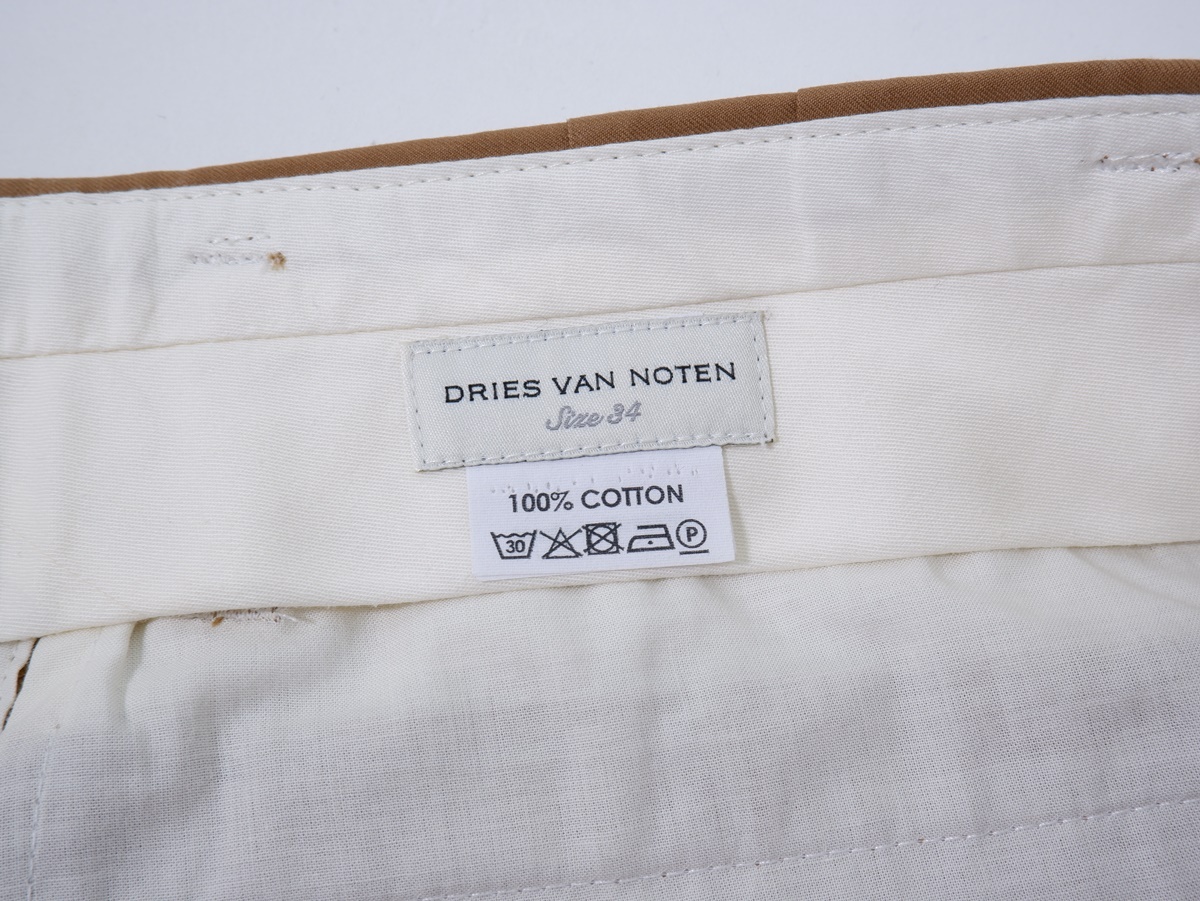 DRIES VAN NOTEN
Size 34
100% COTTON
30 P